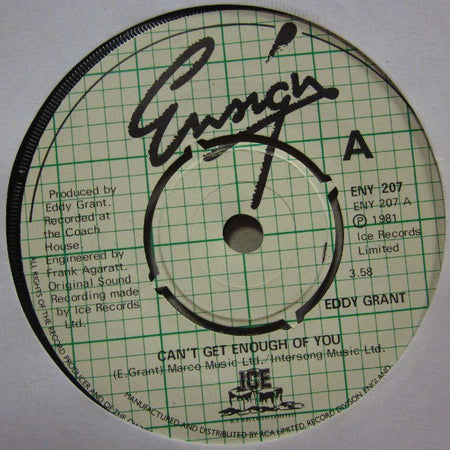 Ensign
A
Produced by
Eddy Grant.
Recorded at
the Coach
House.
Engineered by
Frank Agaratt.
Original Sound
Recording made
by Ice Records
Ltd.
ENY 207
ENY 207 A
Ⓟ 1981
Ice Records
Limited
3.58
EDDY GRANT
CAN'T GET ENOUGH OF YOU
(E.Grant) Marco Music Ltd./Intersong Music Ltd.
ICE
ALL RIGHTS OF THE RECORD PRODUCER AND OF THE
MANUFACTURED AND DISTRIBUTED BY RCA LIMITED, RECORD DIVISION, ENGLAND.